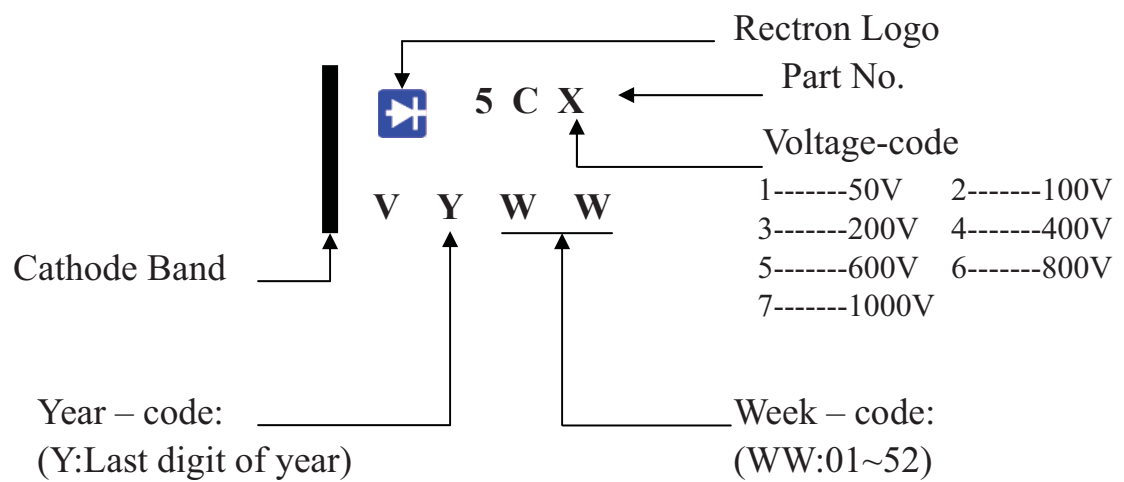 Rectron Logo
Part No.
5 C X
Voltage-code
1-------50V 2-------100V
3-------200V 4-------400V
5-------600V 6-------800V
7-------1000V
V Y W W
Cathode Band
Year – code:
(Y:Last digit of year)
Week – code:
(WW:01~52)